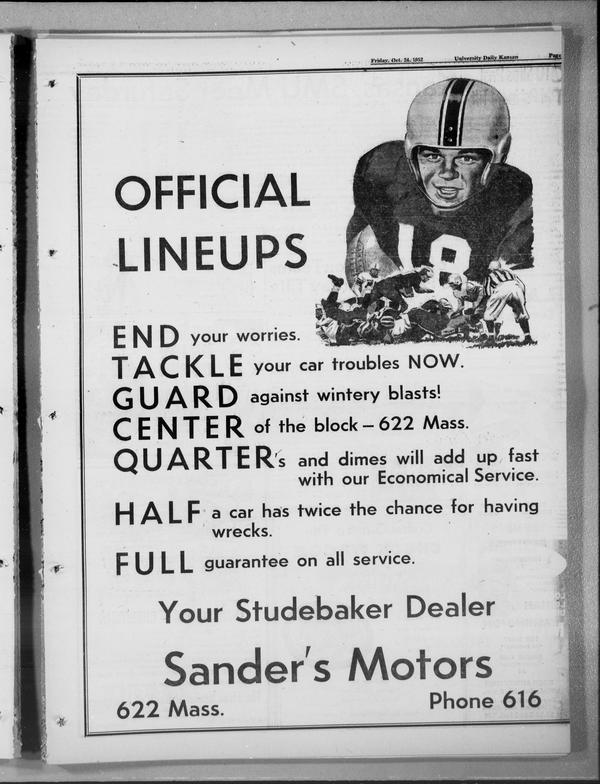 Friday, Oct. 24, 1952 University Daily Kansan Page
OFFICIAL
LINEUPS
18
END your worries.
TACKLE your car troubles NOW.
GUARD against wintery blasts!
CENTER of the block – 622 Mass.
QUARTER's and dimes will add up fast
with our Economical Service.
HALF a car has twice the chance for having
wrecks.
FULL guarantee on all service.
Your Studebaker Dealer
Sander's Motors
622 Mass. Phone 616